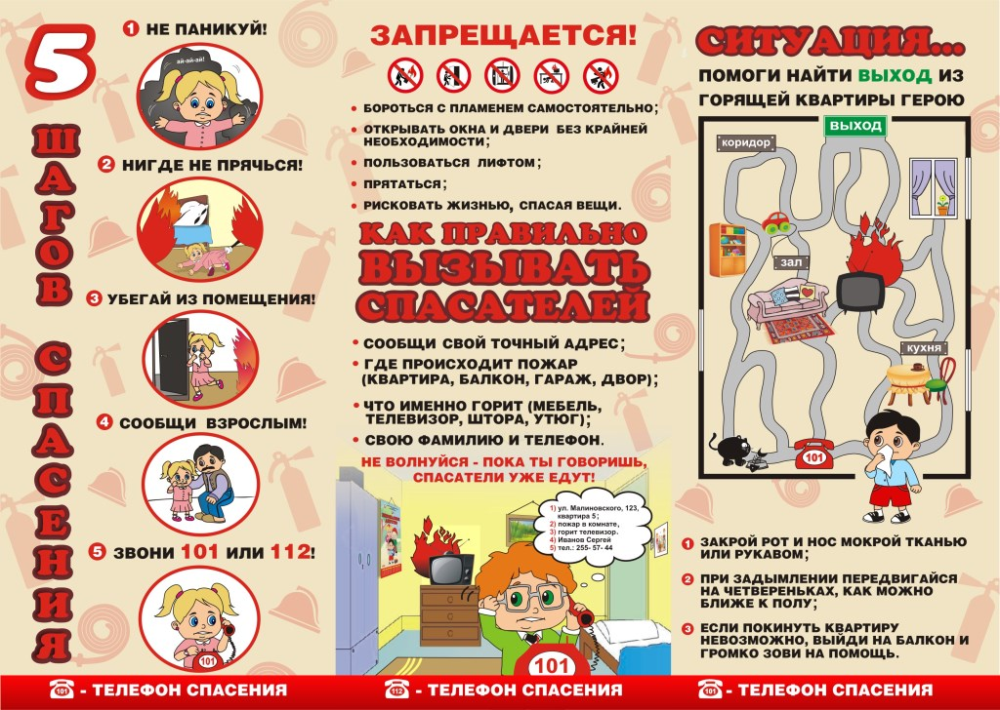 5 ШАГОВ СПАСЕНИЯ
1 НЕ ПАНИКУЙ!
ай-ай-ай!
2 НИГДЕ НЕ ПРЯЧЬСЯ!
3 УБЕГАЙ ИЗ ПОМЕЩЕНИЯ!
4 СООБЩИ ВЗРОСЛЫМ!
5 ЗВОНИ 101 ИЛИ 112!
101
101 - ТЕЛЕФОН СПАСЕНИЯ
ЗАПРЕЩАЕТСЯ!
• БОРОТЬСЯ С ПЛАМЕНЕМ САМОСТОЯТЕЛЬНО;
• ОТКРЫВАТЬ ОКНА И ДВЕРИ БЕЗ КРАЙНЕЙ
НЕОБХОДИМОСТИ;
• ПОЛЬЗОВАТЬСЯ ЛИФТОМ;
• ПРЯТАТЬСЯ;
• РИСКОВАТЬ ЖИЗНЬЮ, СПАСАЯ ВЕЩИ.
КАК ПРАВИЛЬНО
ВЫЗЫВАТЬ
СПАСАТЕЛЕЙ
• СООБЩИ СВОЙ ТОЧНЫЙ АДРЕС;
• ГДЕ ПРОИСХОДИТ ПОЖАР
(КВАРТИРА, БАЛКОН, ГАРАЖ, ДВОР);
• ЧТО ИМЕННО ГОРИТ (МЕБЕЛЬ,
ТЕЛЕВИЗОР, ШТОРА, УТЮГ);
• СВОЮ ФАМИЛИЮ И ТЕЛЕФОН.
НЕ ВОЛНУЙСЯ - ПОКА ТЫ ГОВОРИШЬ,
СПАСАТЕЛИ УЖЕ ЕДУТ!
1) ул. Малиновского, 123,
квартира 5;
2) пожар в комнате,
3) горит телевизор.
4) Иванов Сергей
5) тел.: 255- 57- 44
101
112 - ТЕЛЕФОН СПАСЕНИЯ
СИТУАЦИЯ...
ПОМОГИ НАЙТИ ВЫХОД ИЗ
ГОРЯЩЕЙ КВАРТИРЫ ГЕРОЮ
ВЫХОД
коридор
зал
кухня
101
1 ЗАКРОЙ РОТ И НОС МОКРОЙ ТКАНЬЮ
ИЛИ РУКАВОМ;
2 ПРИ ЗАДЫМЛЕНИИ ПЕРЕДВИГАЙСЯ
НА ЧЕТВЕРЕНЬКАХ, КАК МОЖНО
БЛИЖЕ К ПОЛУ;
3 ЕСЛИ ПОКИНУТЬ КВАРТИРУ
НЕВОЗМОЖНО, ВЫЙДИ НА БАЛКОН И
ГРОМКО ЗОВИ НА ПОМОЩЬ.
101 - ТЕЛЕФОН СПАСЕНИЯ